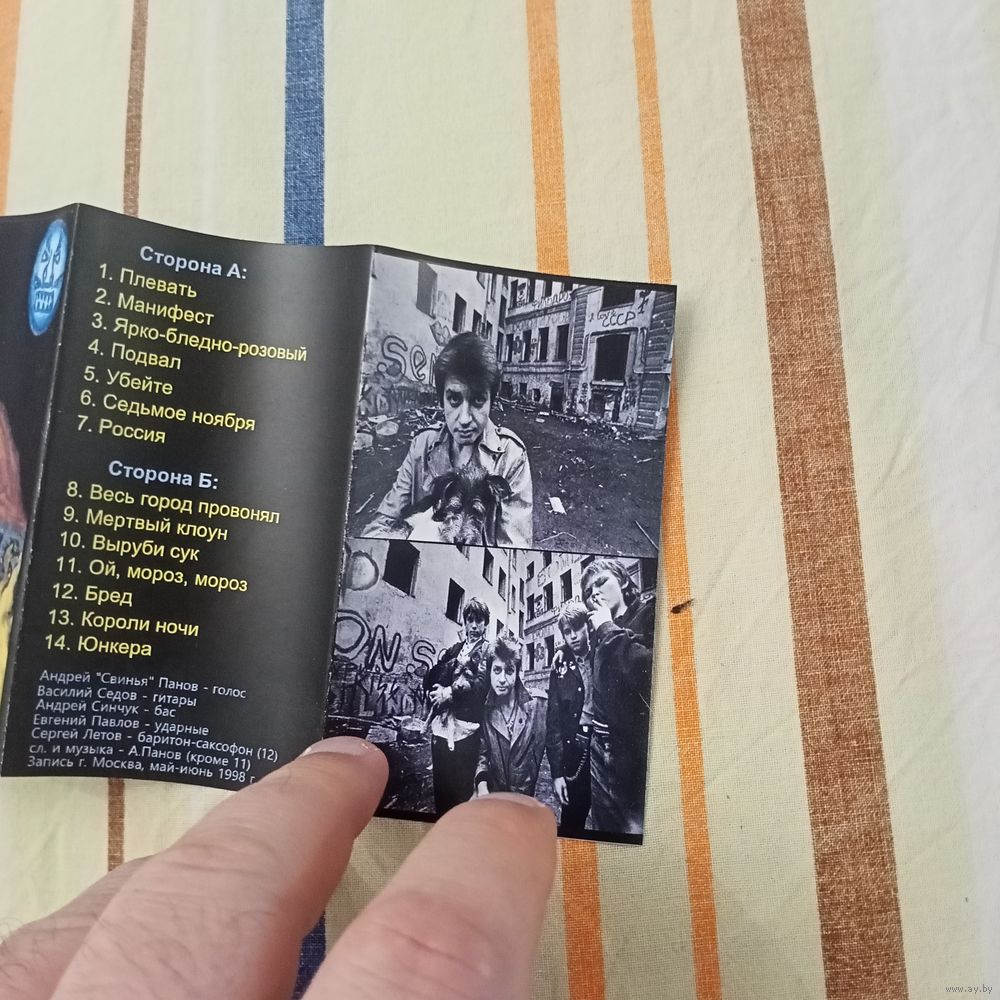 Сторона А:
1. Плевать
2. Манифест
3. Ярко-бледно-розовый
4. Подвал
5. Убейте
6. Седьмое ноября
7. Россия
Сторона Б:
8. Весь город провонял
9. Мертвый клоун
10. Выруби сук
11. Ой, мороз, мороз
12. Бред
13. Короли ночи
14. Юнкера
Андрей "Свинья" Панов - голос
Василий Седов - гитары
Андрей Синчук - бас
Евгений Павлов - ударные
Сергей Летов - баритон-саксофон (12)
сл. и музыка - А.Панов (кроме 11)
Запись г. Москва, май-июнь 1998 г.
СССР
www.ay.by